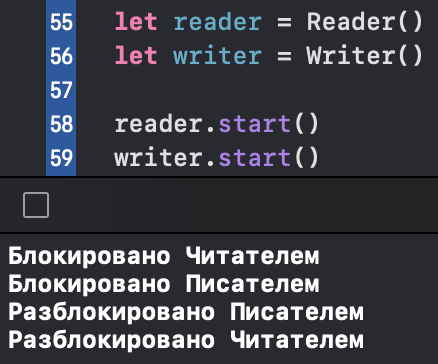 55 let reader = Reader()
56 let writer = Writer()
57
58 reader.start()
59 writer.start()
Блокировано Читателем
Блокировано Писателем
Разблокировано Писателем
Разблокировано Читателем